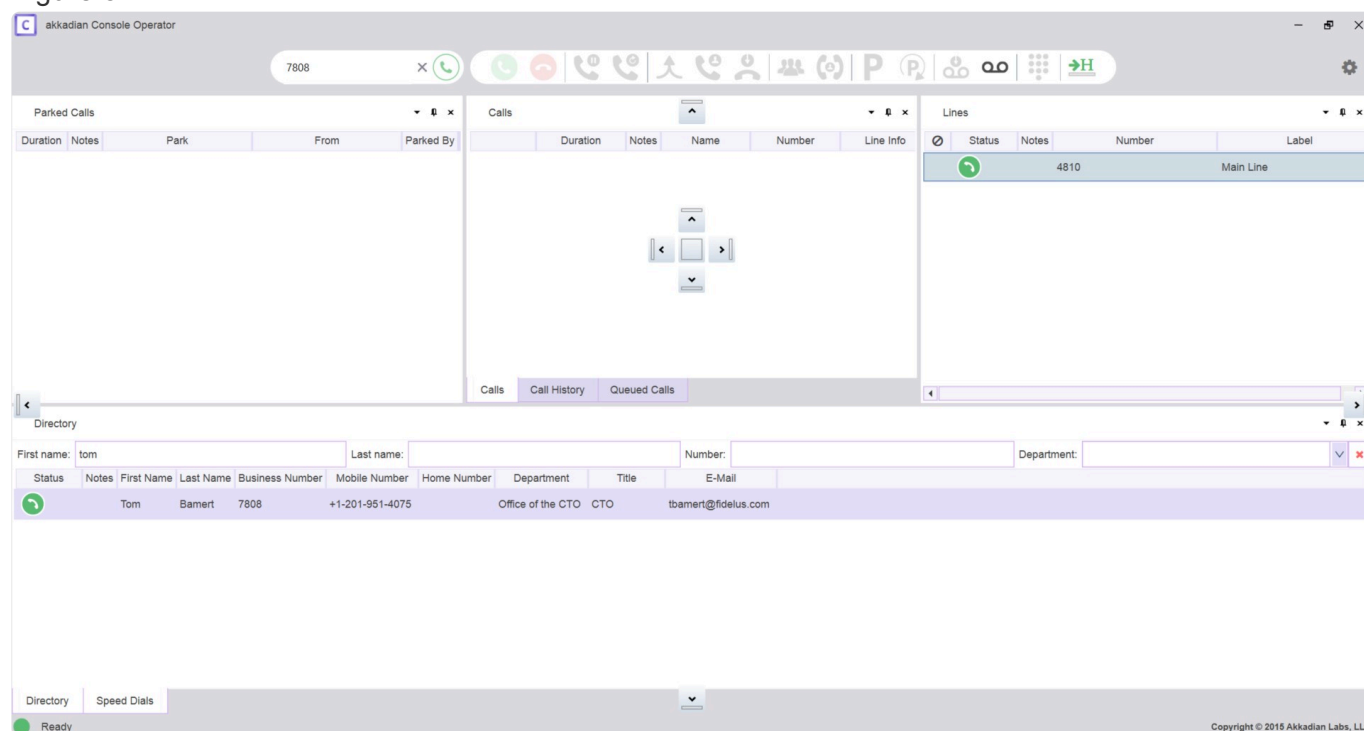 C akkadian Console Operator
7808
P P H
Parked Calls Calls Lines
Duration Notes Park From Parked By Duration Notes Name Number Line Info Status Notes Number Label
4810 Main Line
Calls Call History Queued Calls
Directory
First name: tom Last name: Number: Department:
Status Notes First Name Last Name Business Number Mobile Number Home Number Department Title E-Mail
Tom Bamert 7808 +1-201-951-4075 Office of the CTO CTO tbamert@fidelus.com
Directory Speed Dials
Ready Copyright © 2015 Akkadian Labs,